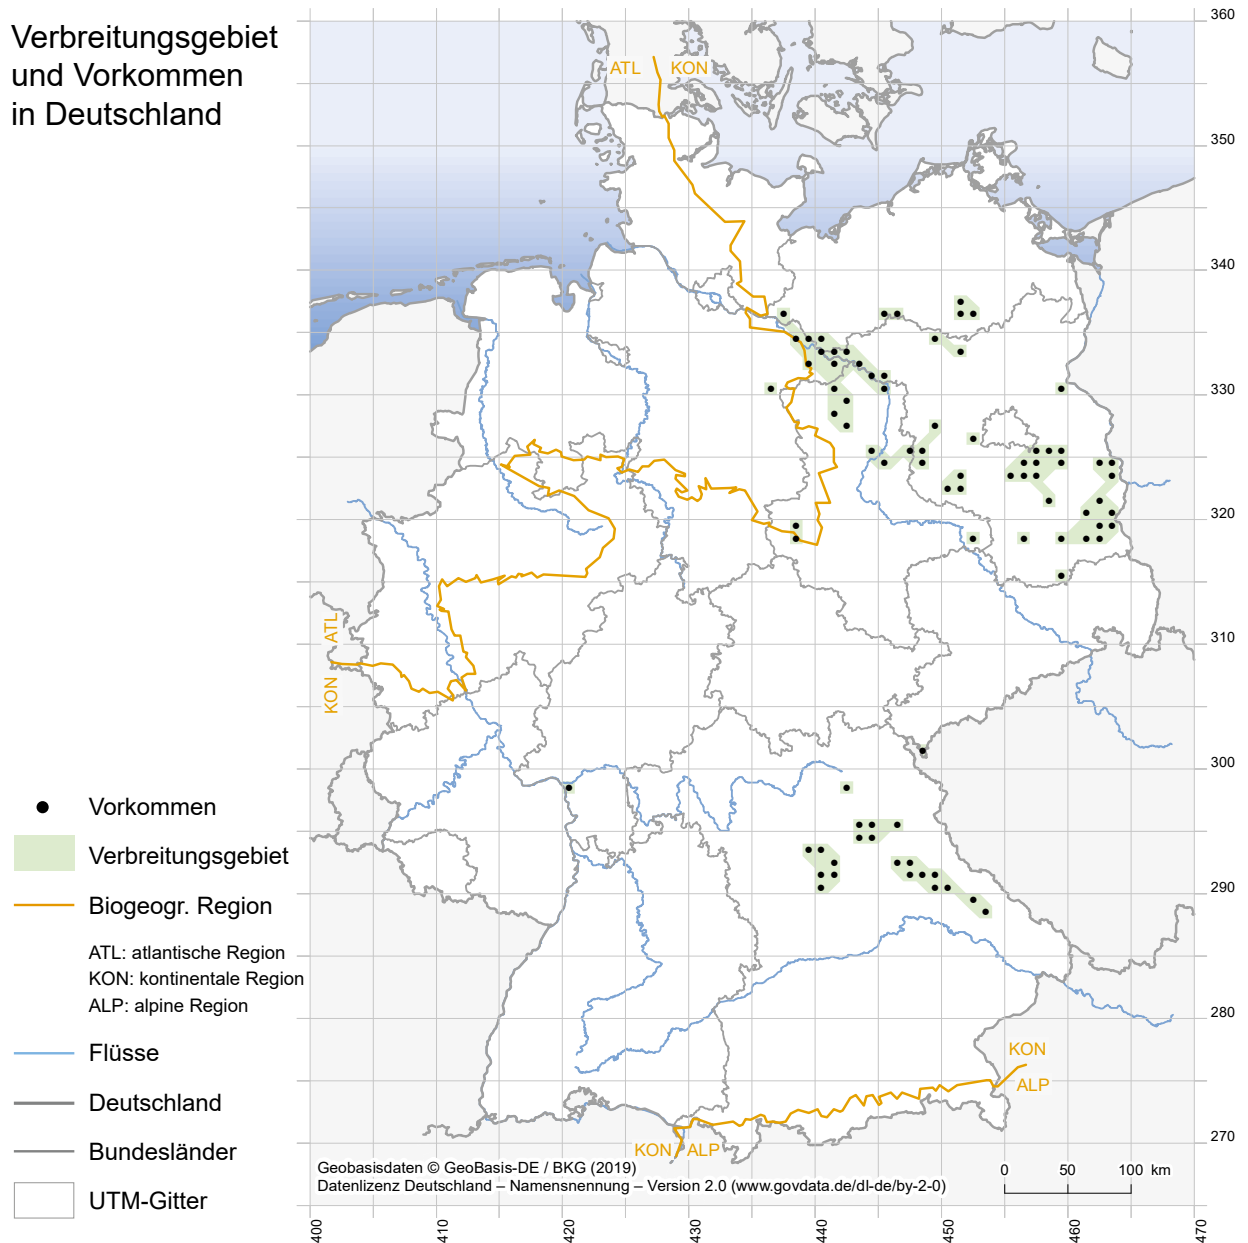 Verbreitungsgebiet
und Vorkommen
in Deutschland
ATL
KON
360
350
340
330
320
310
300
290
280
270
ATL
KON
Vorkommen
Verbreitungsgebiet
Biogeogr. Region
ATL: atlantische Region
KON: kontinentale Region
ALP: alpine Region
Flüsse
Deutschland
Bundesländer
UTM-Gitter
KON
ALP
KON
ALP
Geobasisdaten © GeoBasis-DE / BKG (2019)
Datenlizenz Deutschland – Namensnennung – Version 2.0 (www.govdata.de/dl-de/by-2-0)
0 50 100 km
400 410 420 430 440 450 460 470